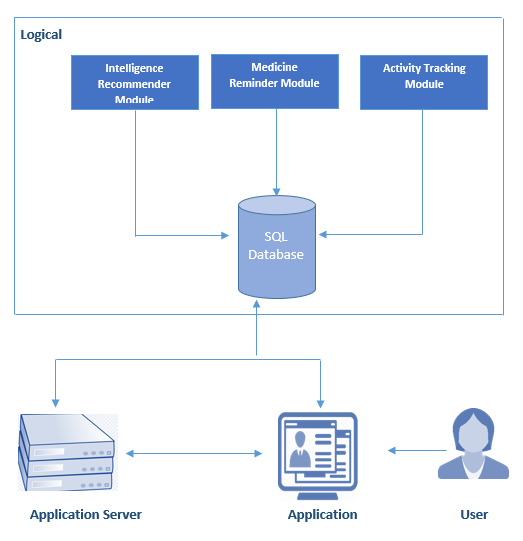 Logical
Intelligence
Recommender
Module
Medicine
Reminder Module
Activity Tracking
Module
SQL
Database
Application Server
Application
User